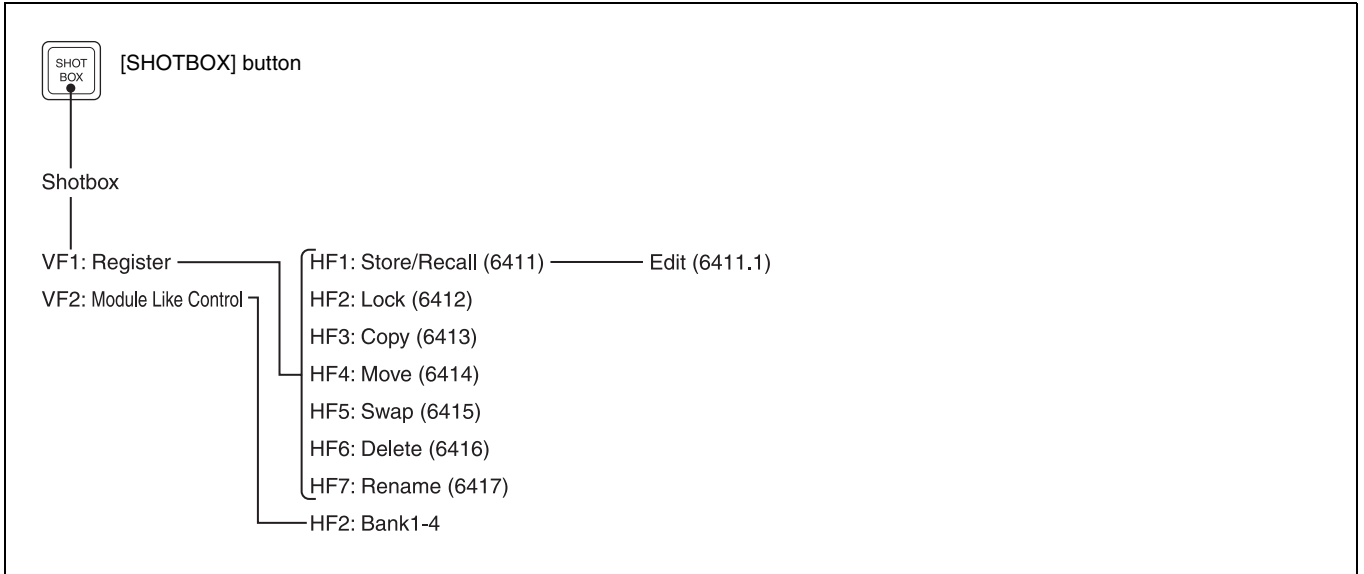 SHOT
BOX
[SHOTBOX] button
Shotbox
VF1: Register
HF1: Store/Recall (6411)
Edit (6411.1)
VF2: Module Like Control
HF2: Lock (6412)
HF3: Copy (6413)
HF4: Move (6414)
HF5: Swap (6415)
HF6: Delete (6416)
HF7: Rename (6417)
HF2: Bank1-4